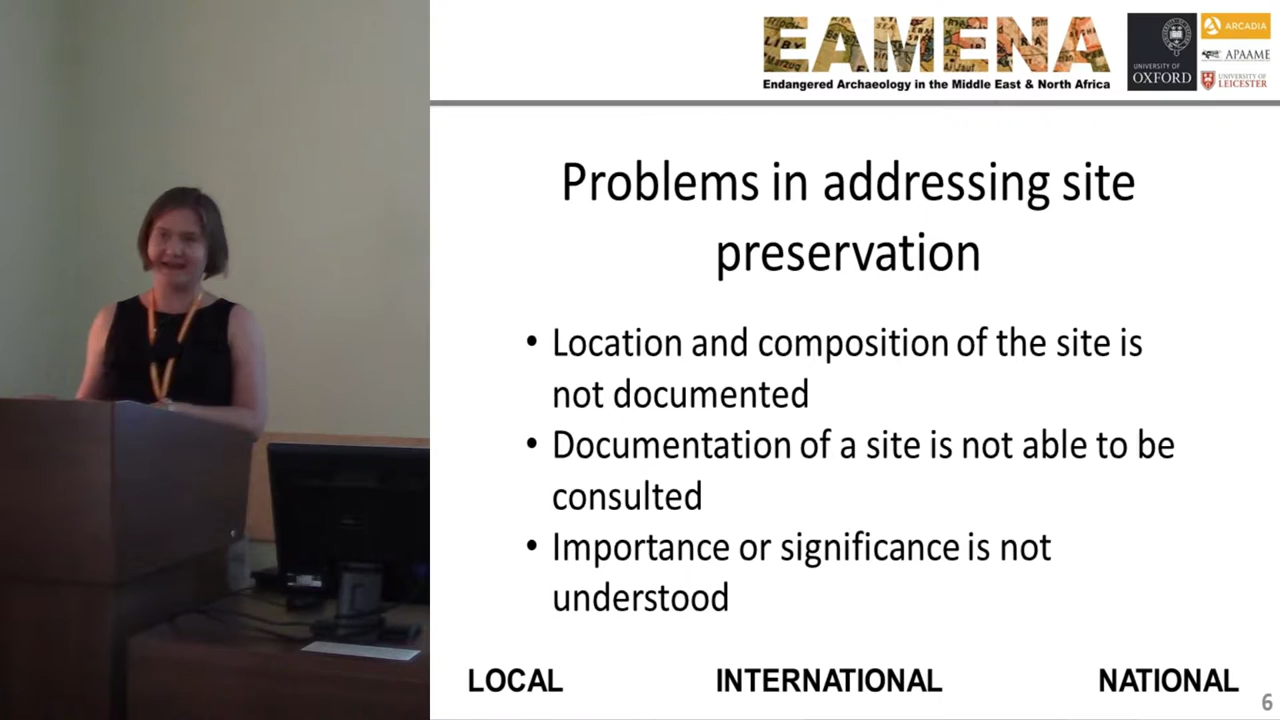 EAMENA
Endangered Archaeology in the Middle East & North Africa
UNIVERSITY OF
OXFORD
ARCADIA
APAAME
UNIVERSITY OF
LEICESTER
Problems in addressing site
preservation
• Location and composition of the site is
not documented
• Documentation of a site is not able to be
consulted
• Importance or significance is not
understood
LOCAL INTERNATIONAL NATIONAL
6